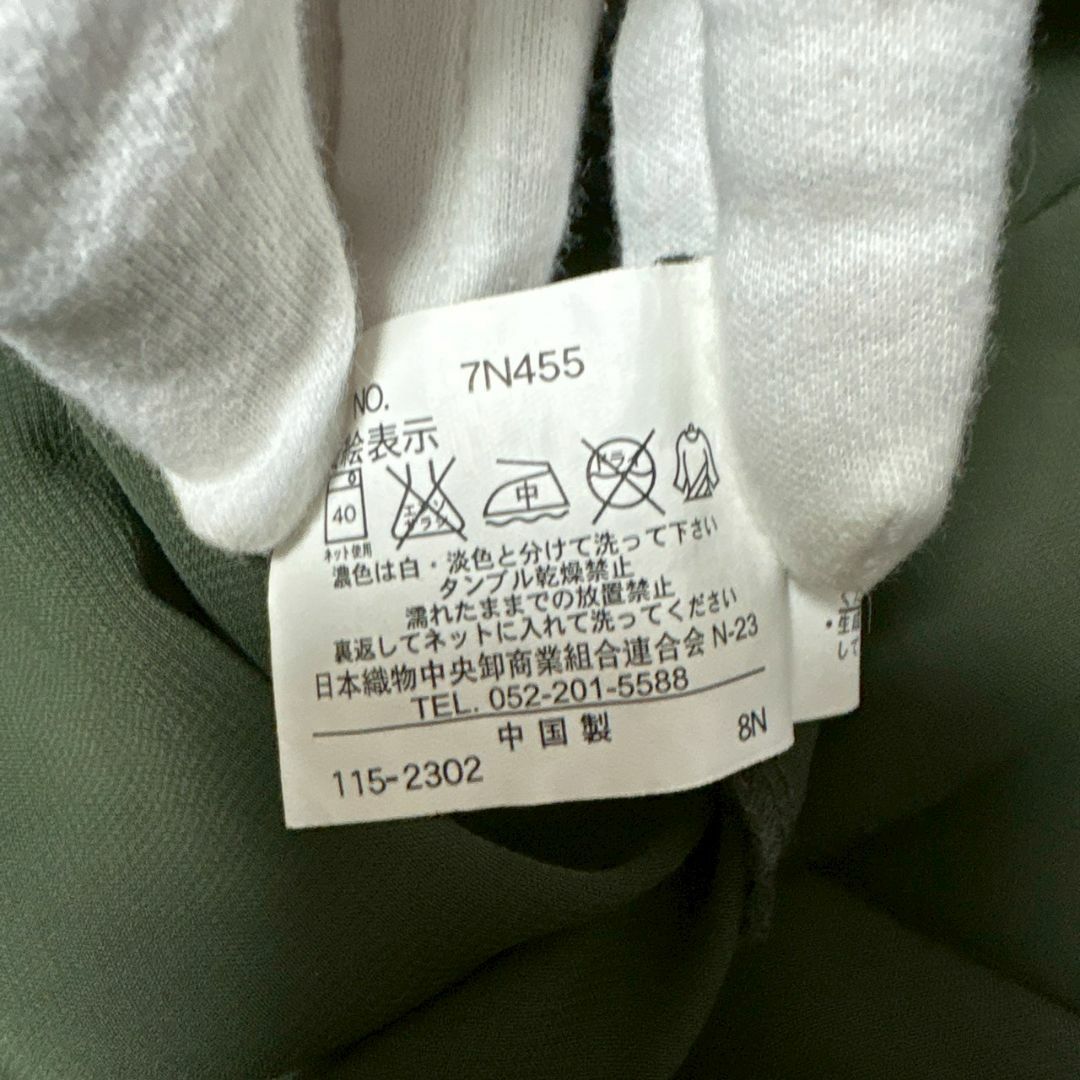 NO. 7N455
絵表示
40 エンソサラシ 中 ドライ
ネット使用
濃色は白・淡色と分けて洗って下さい
タンブル乾燥禁止
濡れたままでの放置禁止
裏返してネットに入れて洗ってください
日本織物中央卸商業組合連合会 N-23
TEL. 052-201-5588
中国製
8N
115-2302
して